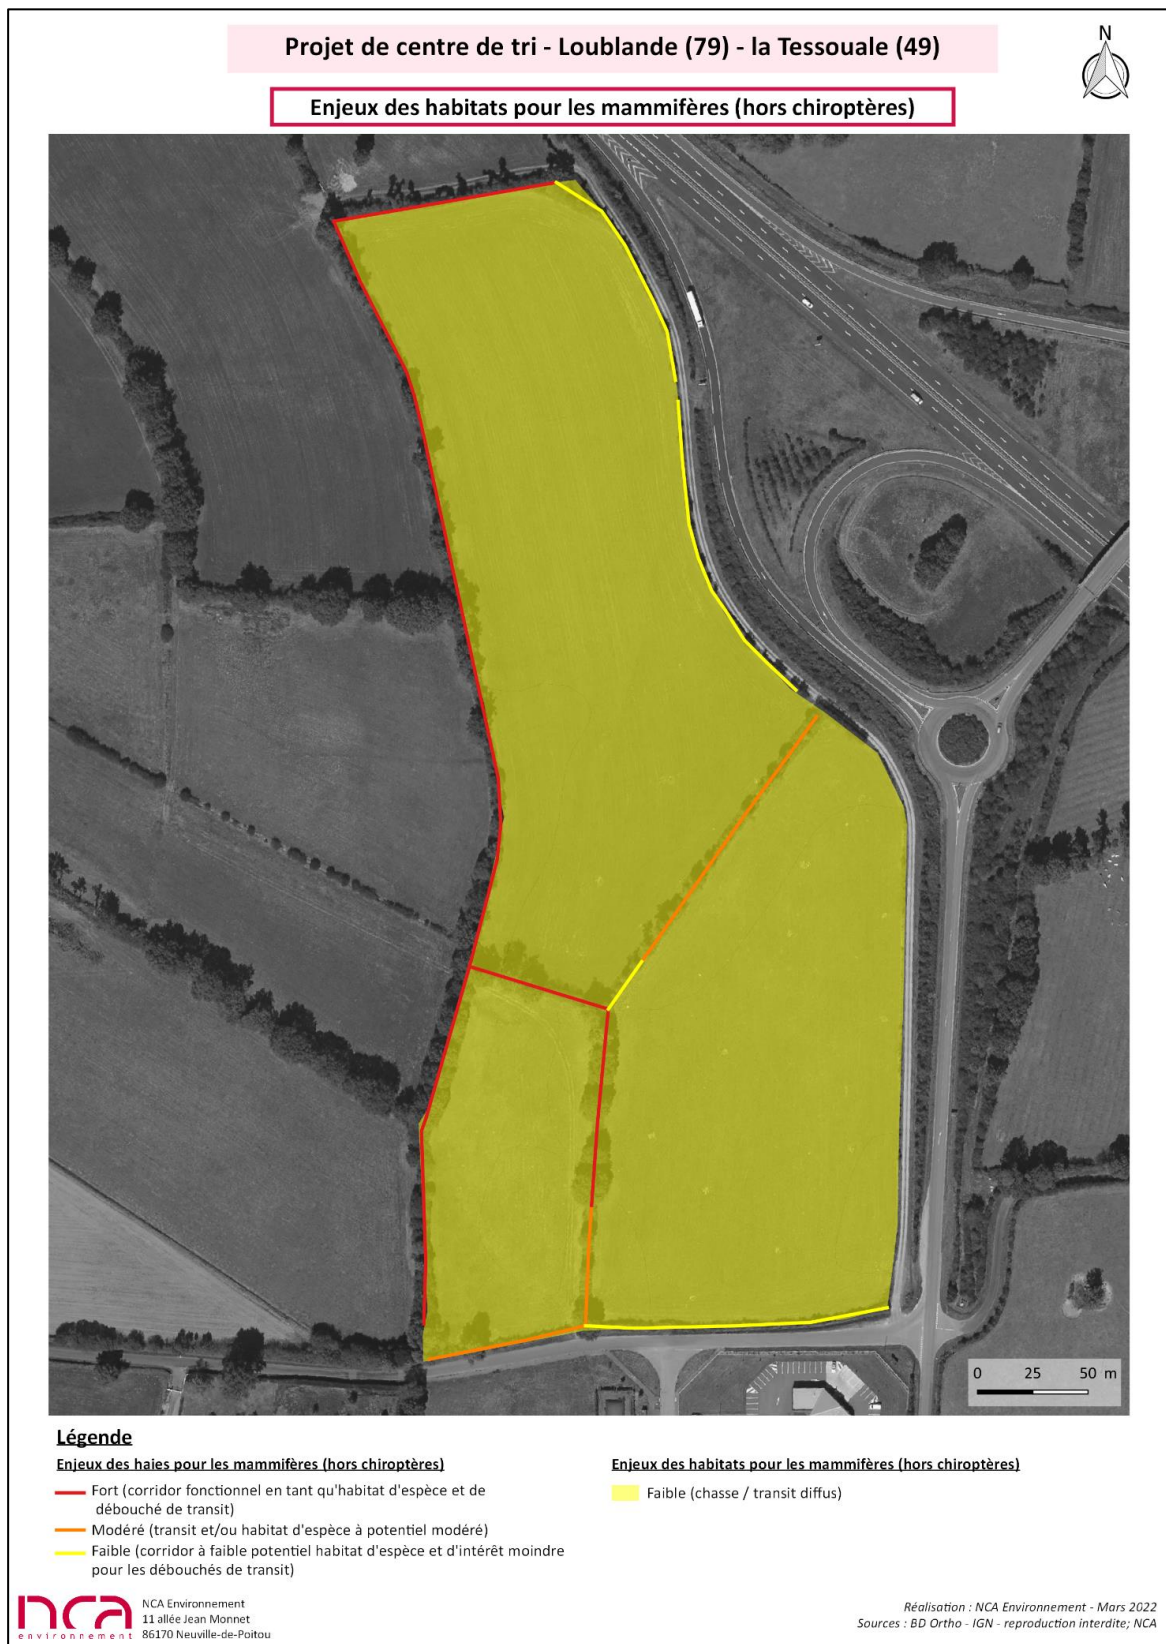 Projet de centre de tri - Loublande (79) - la Tessouale (49)
N
Enjeux des habitats pour les mammifères (hors chiroptères)
0 25 50 m
Légende
Enjeux des haies pour les mammifères (hors chiroptères)
Fort (corridor fonctionnel en tant qu'habitat d'espèce et de
débouché de transit)
Modéré (transit et/ou habitat d'espèce à potentiel modéré)
Faible (corridor à faible potentiel habitat d'espèce et d'intérêt moindre
pour les débouchés de transit)
Enjeux des habitats pour les mammifères (hors chiroptères)
Faible (chasse / transit diffus)
nca
environnement
NCA Environnement
11 allée Jean Monnet
86170 Neuville-de-Poitou
Réalisation : NCA Environnement - Mars 2022
Sources : BD Ortho - IGN - reproduction interdite; NCA